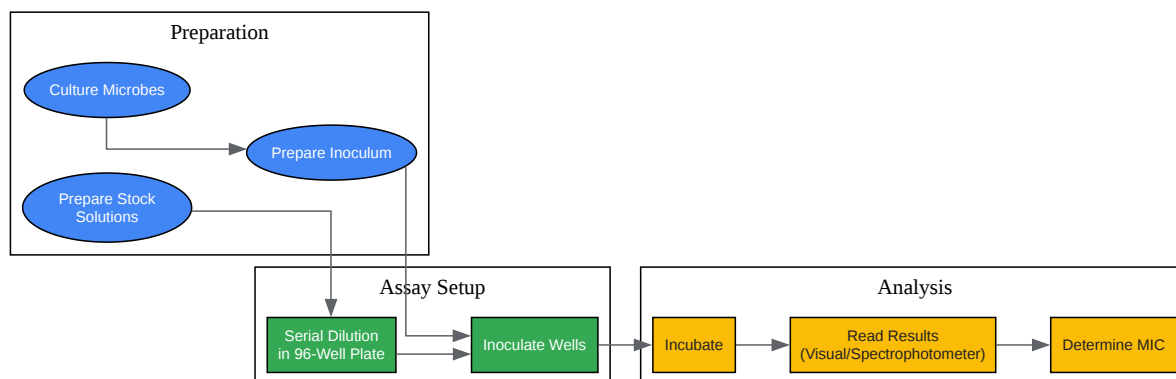 Preparation
Culture Microbes
Prepare Inoculum
Prepare Stock
Solutions
Assay Setup
Serial Dilution
in 96-Well Plate
Inoculate Wells
Analysis
Incubate
Read Results
(Visual/Spectrophotometer)
Determine MIC